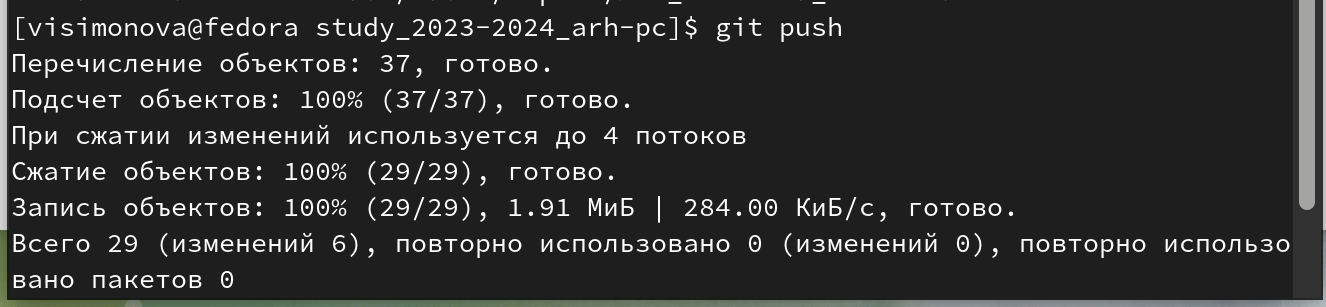 [visimonova@fedora study_2023-2024_arh-pc]$ git push
Перечисление объектов: 37, готово.
Подсчет объектов: 100% (37/37), готово.
При сжатии изменений используется до 4 потоков
Сжатие объектов: 100% (29/29), готово.
Запись объектов: 100% (29/29), 1.91 МиБ | 284.00 КиБ/с, готово.
Всего 29 (изменений 6), повторно использовано 0 (изменений 0), повторно использо
вано пакетов 0